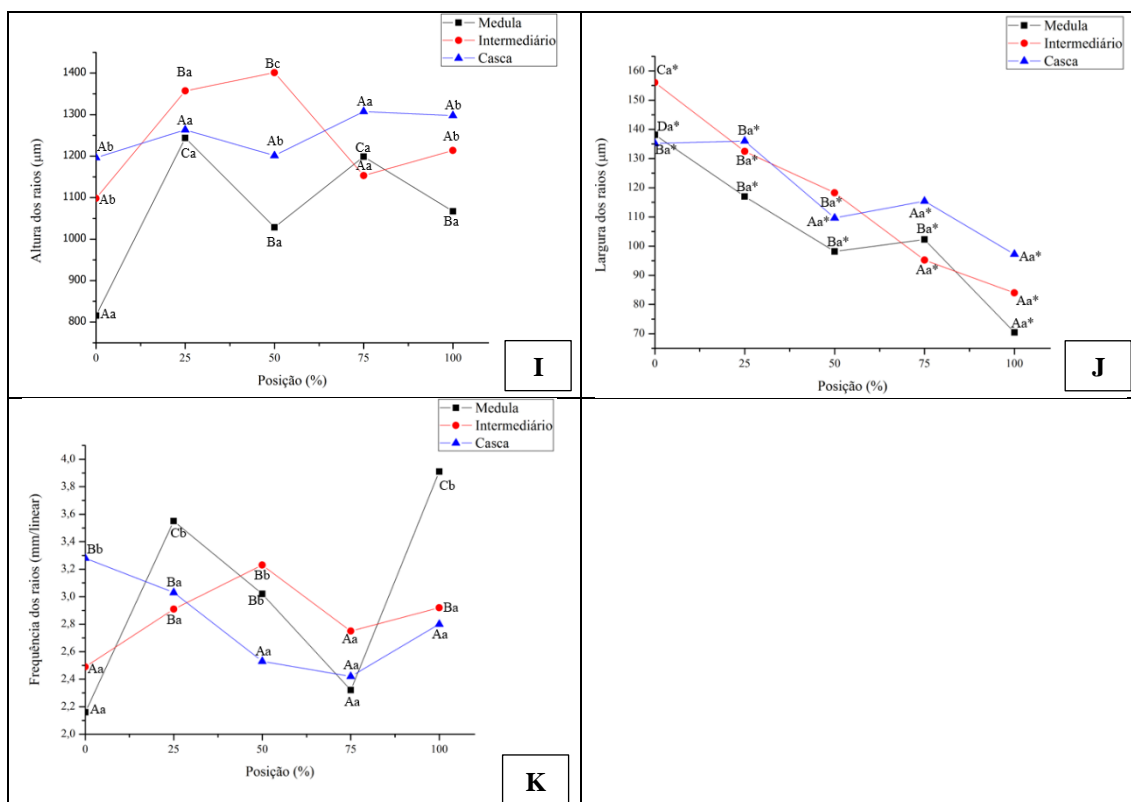 Medula
Intermediário
Casca
Altura dos raios (µm)
1400
1300
1200
1100
1000
900
800
Ab
Ab
Aa
Ba
Aa
Ca
Bc
Ab
Ba
Aa
Ca
Aa
Ab
Ab
Ba
0 25 50 75 100
Posição (%)
I
Medula
Intermediário
Casca
Largura dos raios (µm)
160
150
140
130
120
110
100
90
80
70
Ca*
Da*
Ba*
Ba*
Ba*
Ba*
Ba*
Aa*
Ba*
Aa*
Ba*
Aa*
Aa*
Aa*
Aa*
0 25 50 75 100
Posição (%)
J
Medula
Intermediário
Casca
Frequência dos raios (mm/linear)
4,0
3,8
3,6
3,4
3,2
3,0
2,8
2,6
2,4
2,2
2,0
Bb
Aa
Aa
Cb
Ba
Ba
Bb
Bb
Aa
Aa
Aa
Aa
Cb
Ba
Aa
0 25 50 75 100
Posição (%)
K